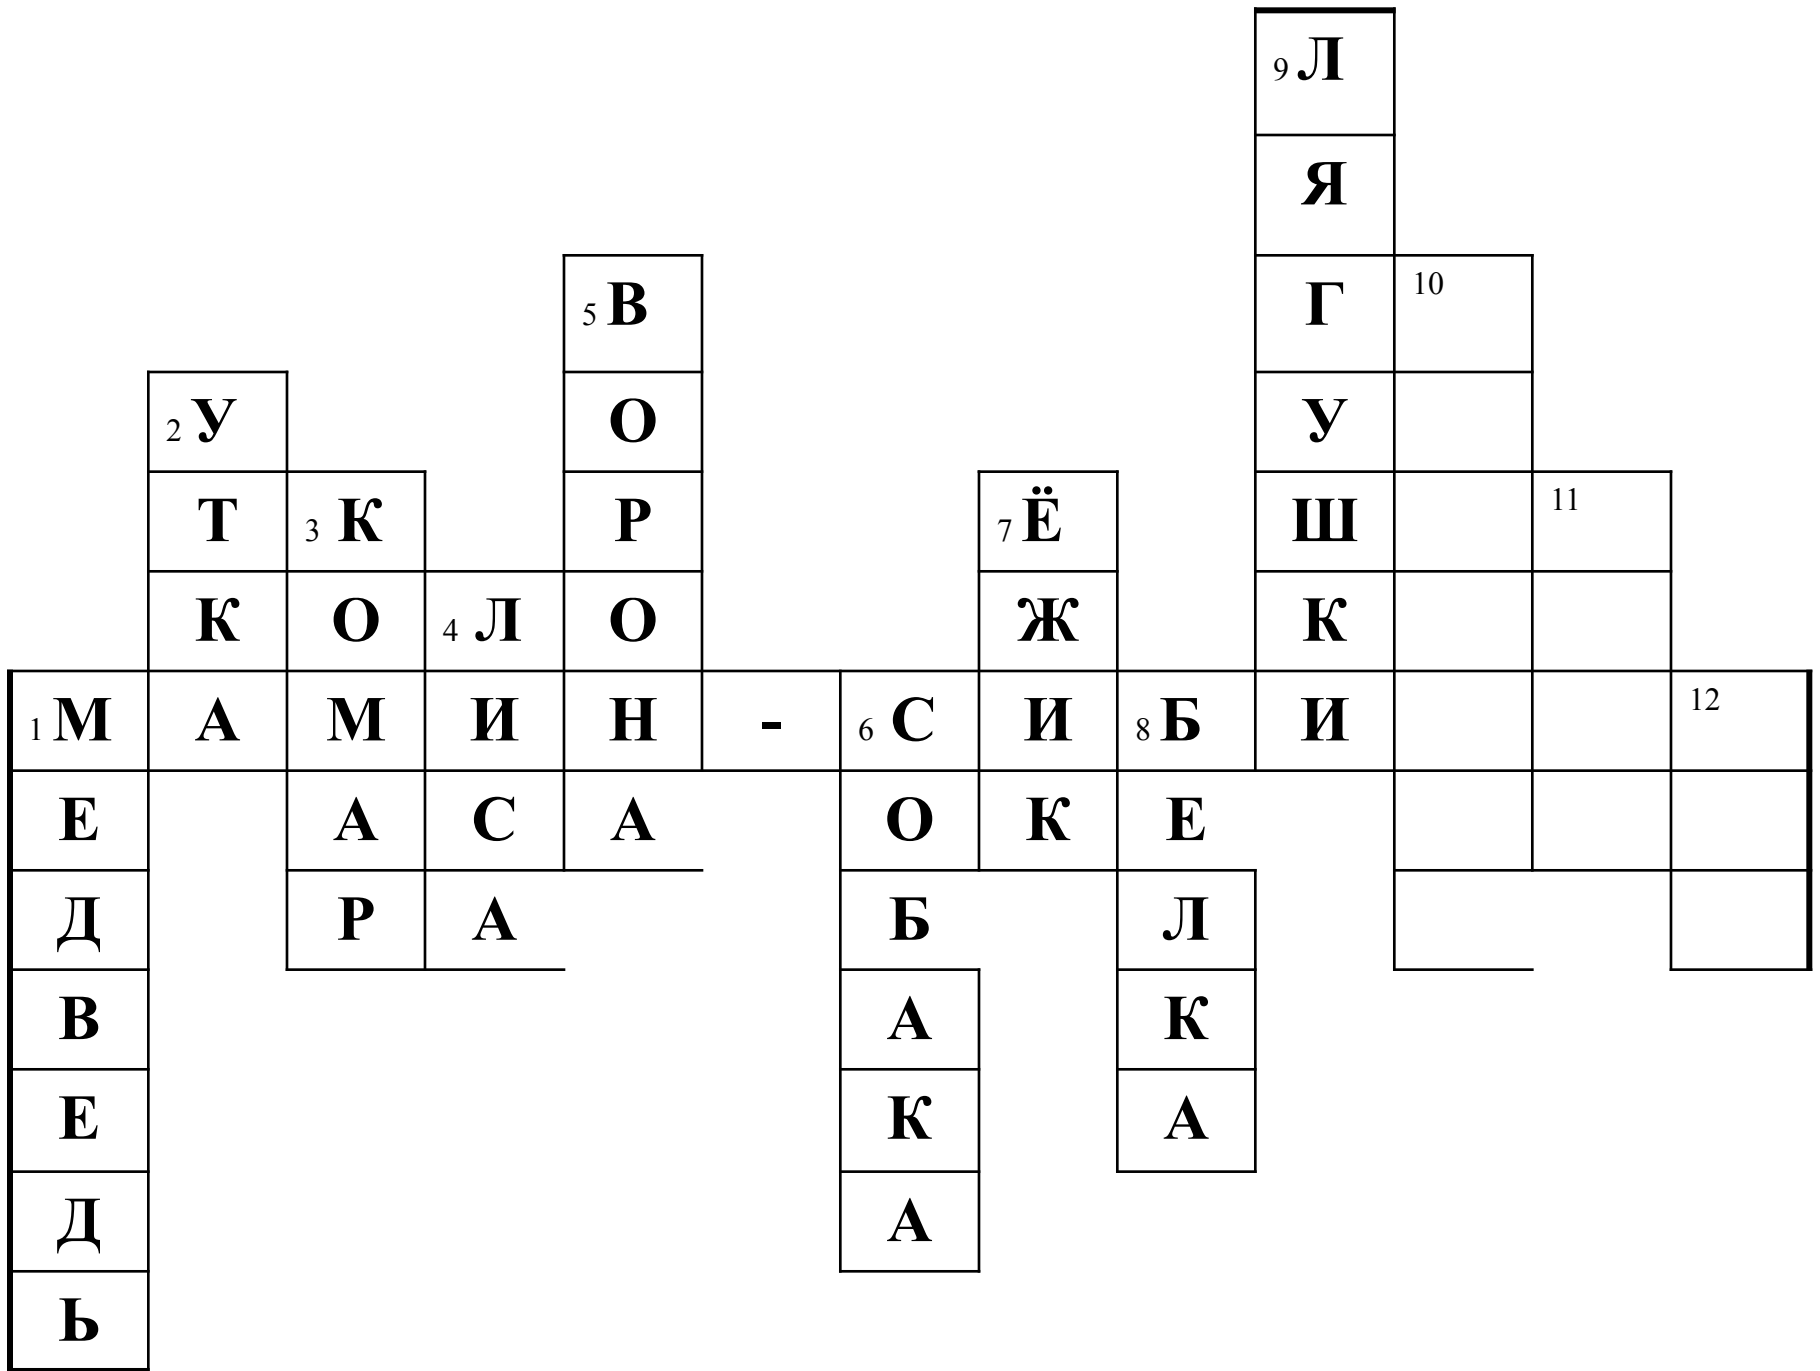 9 Л
Я
5 В Г 10
2 У О У
Т 3 К Р 7 Ё Ш 11
К О 4 Л О Ж К
1 М А М И Н - 6 С И 8 Б И 12
Е А С А О К Е
Д Р А Б Л
В А К
Е К А
Д А
Ь